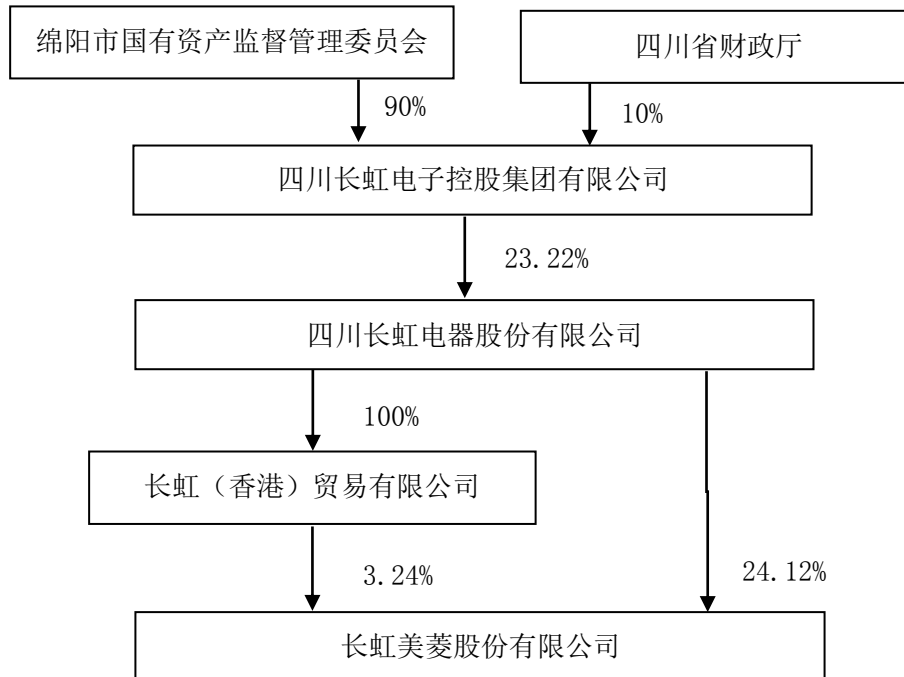 绵阳市国有资产监督管理委员会
四川省财政厅
90%
10%
四川长虹电子控股集团有限公司
23.22%
四川长虹电器股份有限公司
100%
长虹（香港）贸易有限公司
3.24%
24.12%
长虹美菱股份有限公司